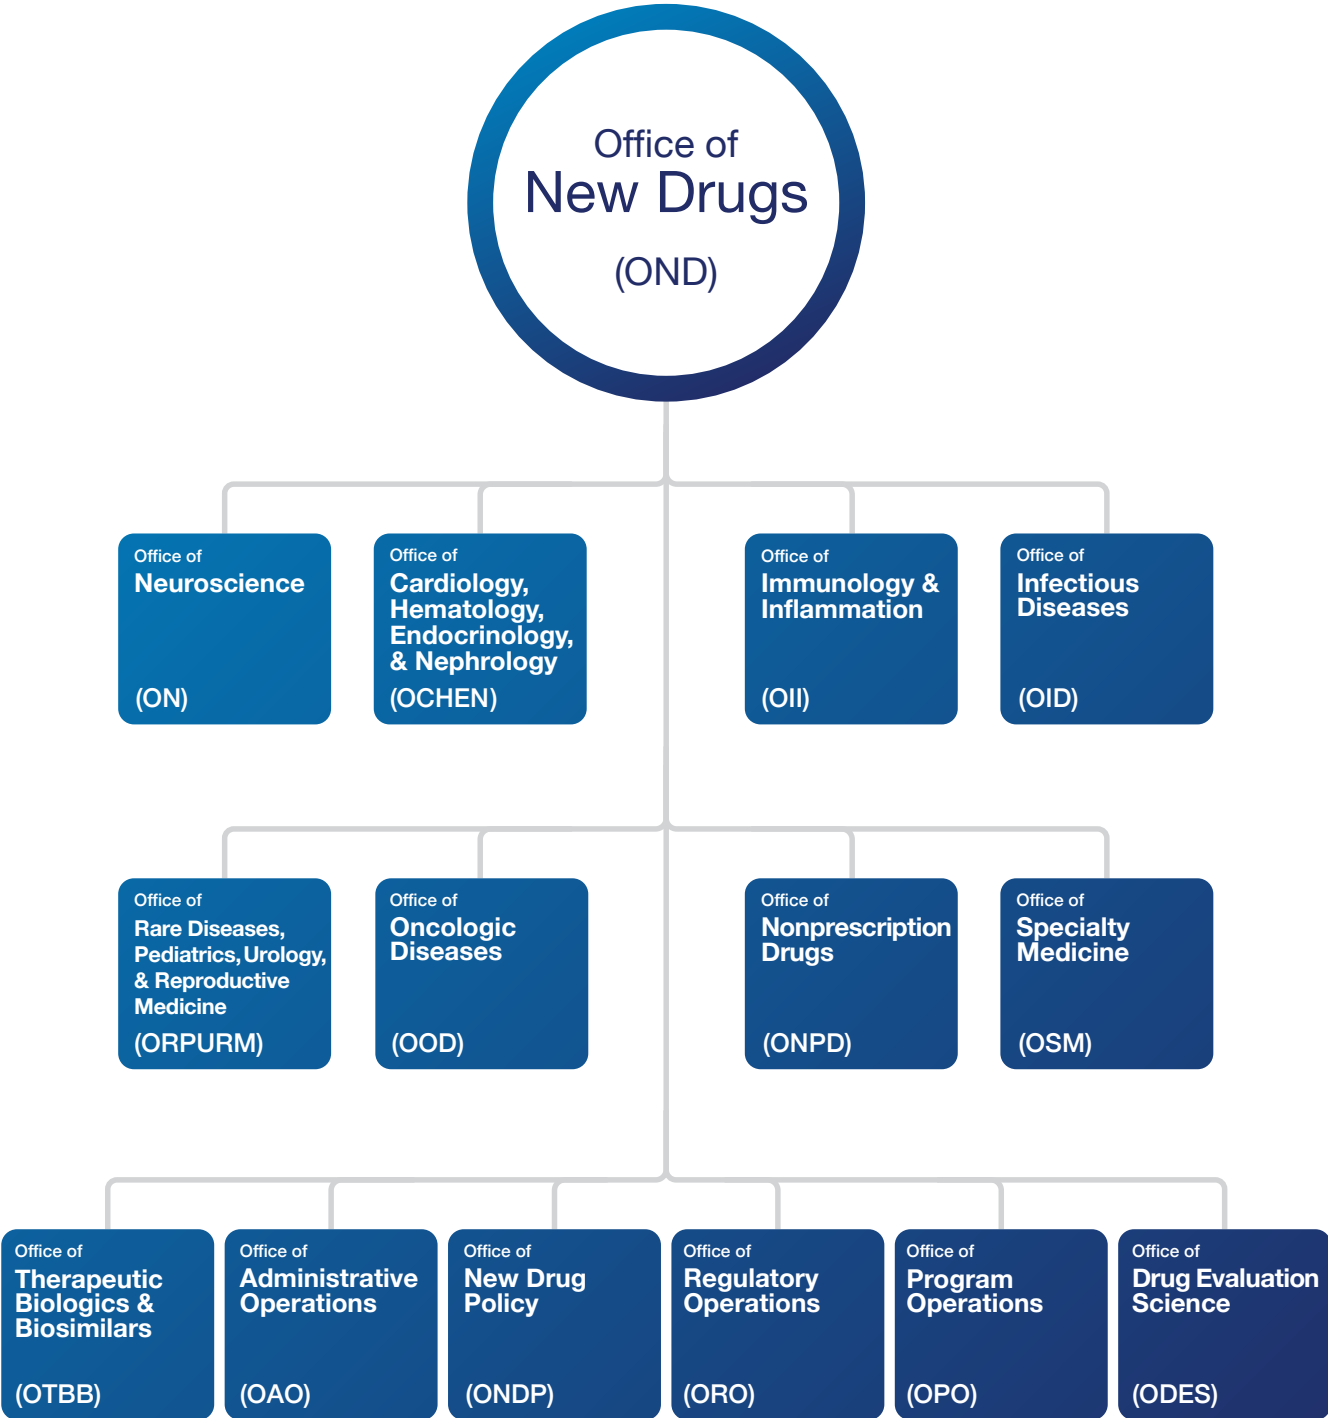 Office of
New Drugs
(OND)
Office of
Neuroscience
(ON)
Office of
Cardiology,
Hematology,
Endocrinology,
& Nephrology
(OCHEN)
Office of
Immunology &
Inflammation
(OII)
Office of
Infectious
Diseases
(OID)
Office of
Rare Diseases,
Pediatrics, Urology,
& Reproductive
Medicine
(ORPURM)
Office of
Oncologic
Diseases
(OOD)
Office of
Nonprescription
Drugs
(ONPD)
Office of
Specialty
Medicine
(OSM)
Office of
Therapeutic
Biologics &
Biosimilars
(OTBB)
Office of
Administrative
Operations
(OAO)
Office of
New Drug
Policy
(ONDP)
Office of
Regulatory
Operations
(ORO)
Office of
Program
Operations
(OPO)
Office of
Drug Evaluation
Science
(ODES)